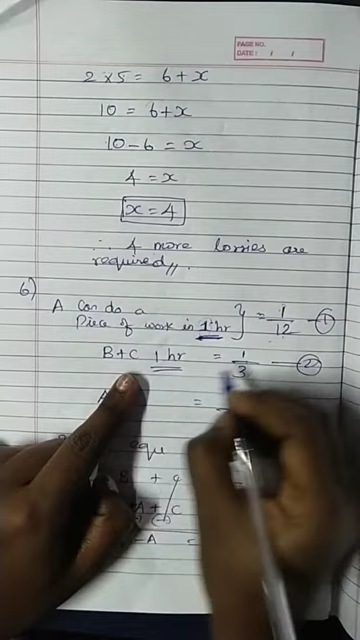 PAGE NO.
DATE : / /
2 × 5 = 6 + x
10 = 6 + x
10 - 6 = x
4 = x
x = 4
∴ 4 more lorries are
required //.
6)
A can do a
Piece of work in 1 hr } = 1/12 - ①
B+C 1 hr = 1/3 - ②
=
equ
B + C
A + C
- A =